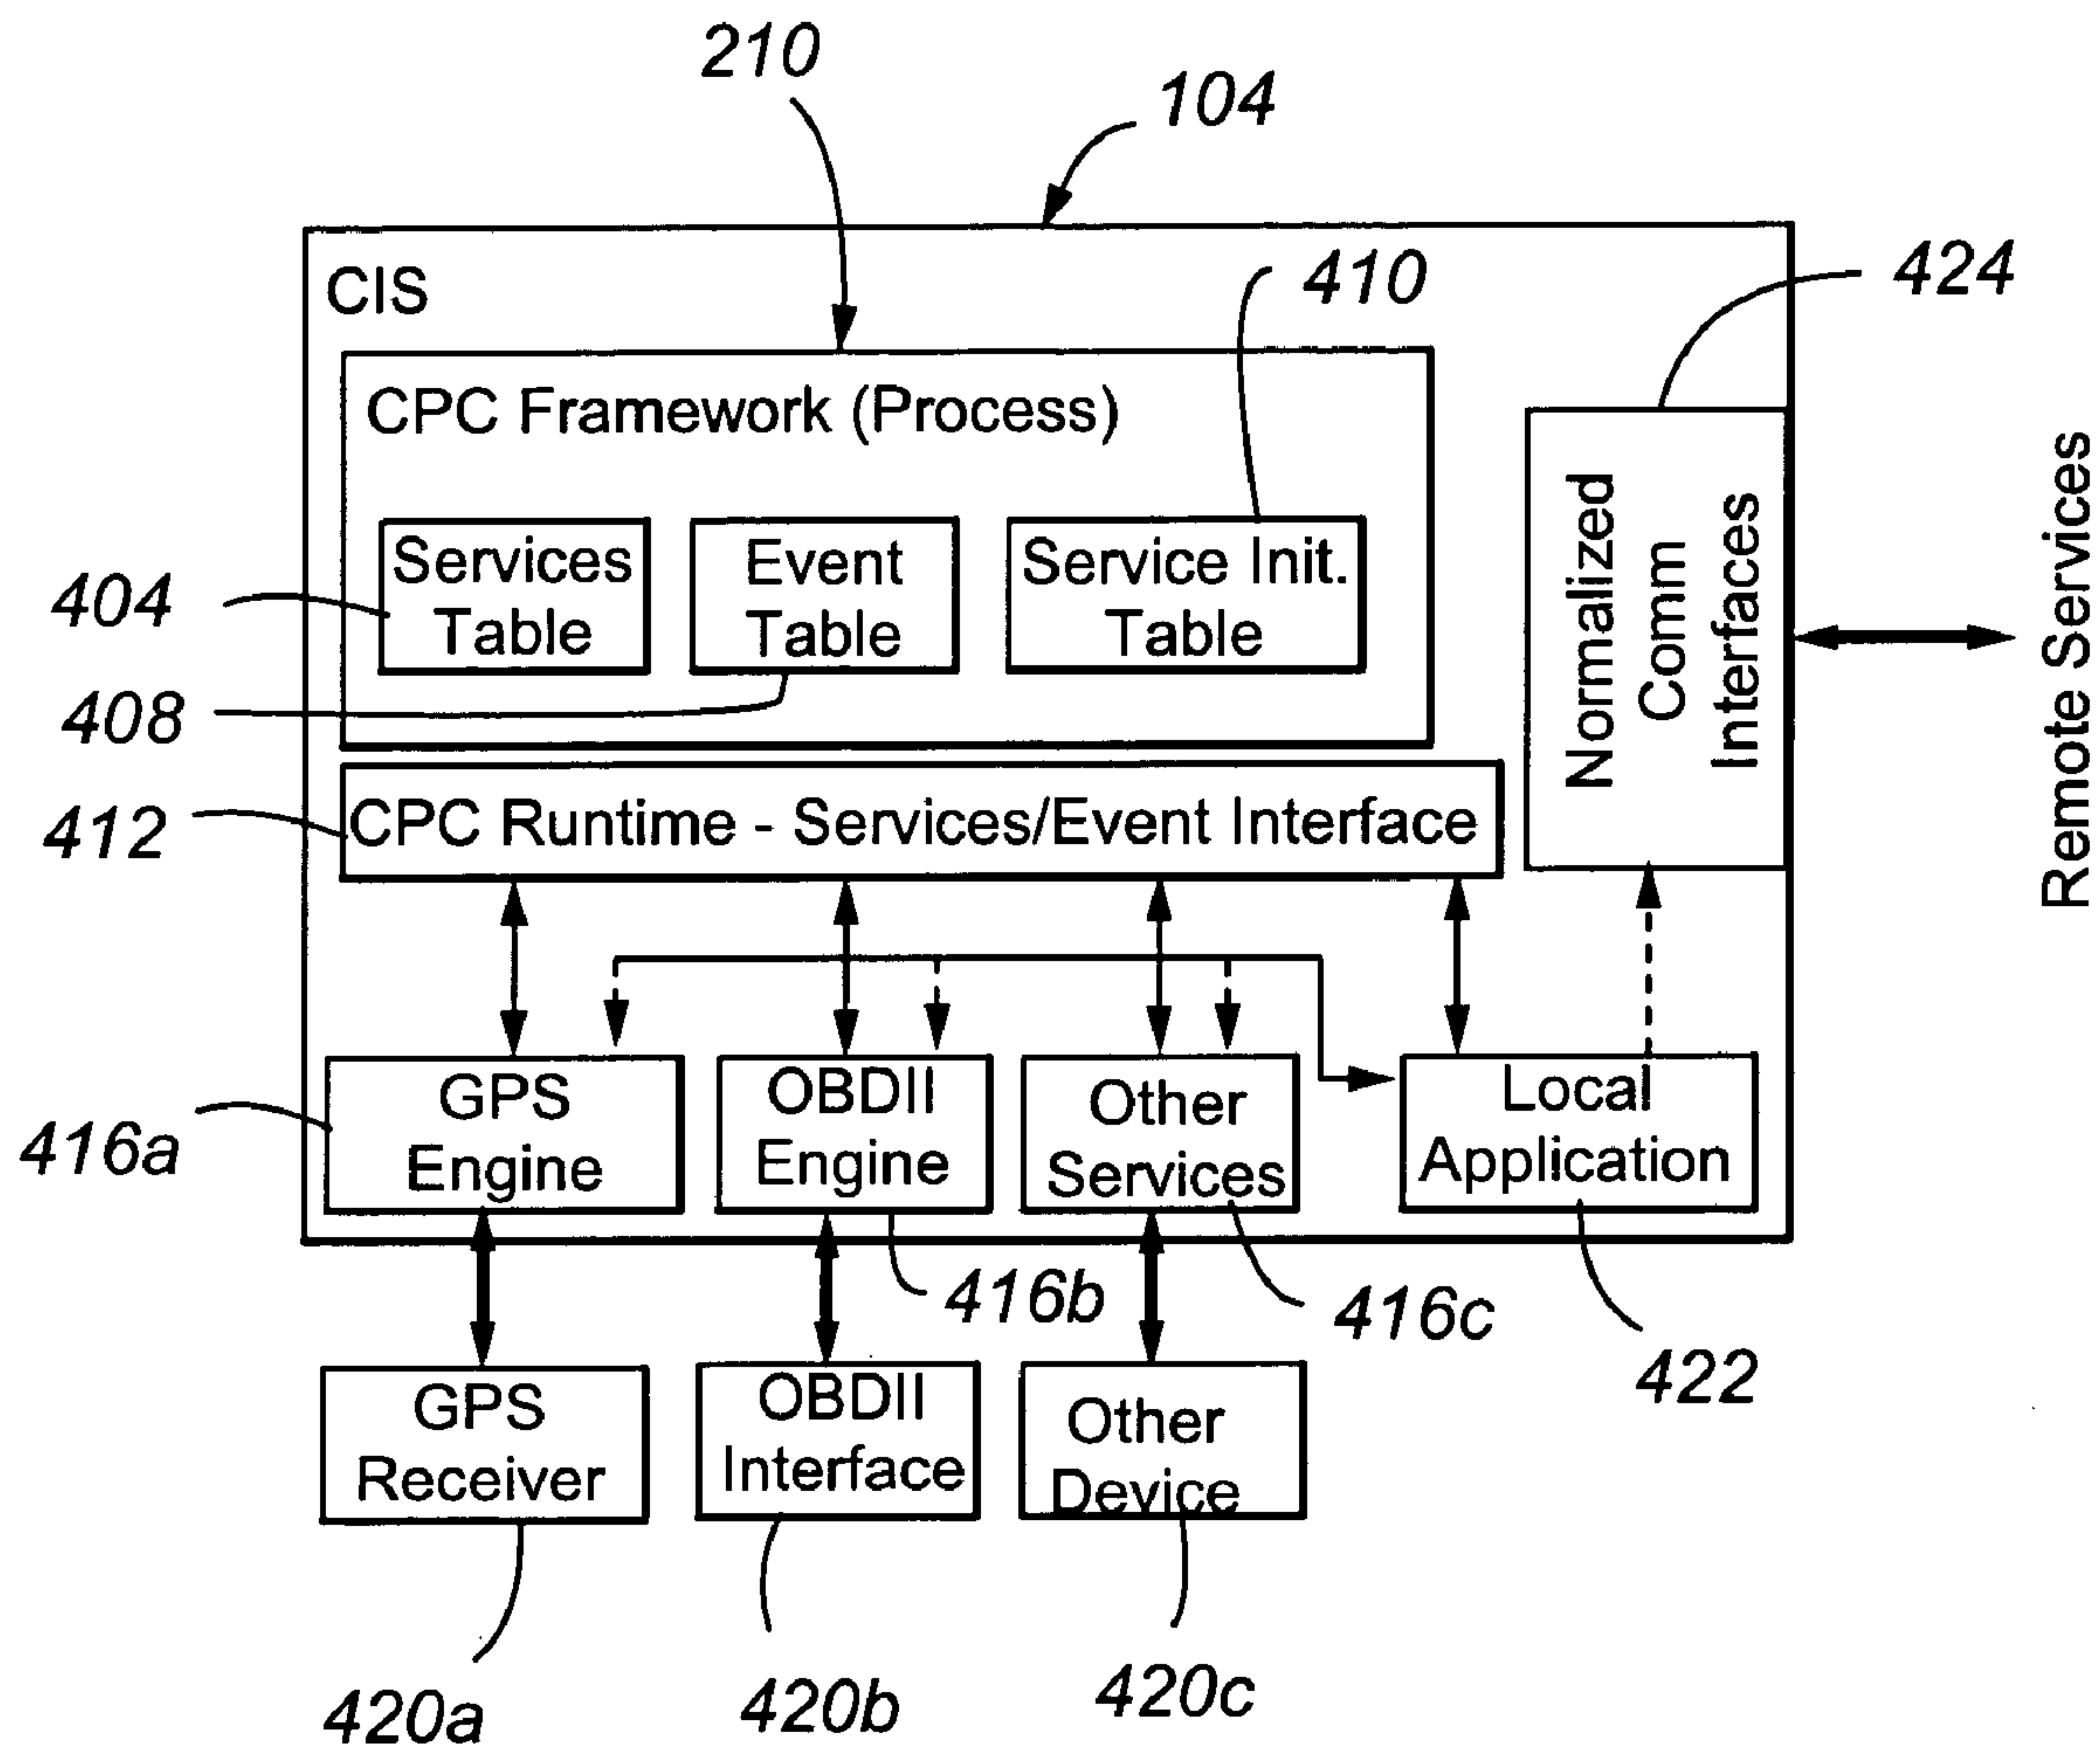 210
104
CIS
410
424
CPC Framework (Process)
Services
Table
Event
Table
Service Init.
Table
404
408
Normalized
Comm
Interfaces
Remote Services
412
CPC Runtime - Services/Event Interface
GPS
Engine
OBDII
Engine
Other
Services
Local
Application
416a
416b
416c
422
GPS
Receiver
OBDII
Interface
Other
Device
420a
420b
420c